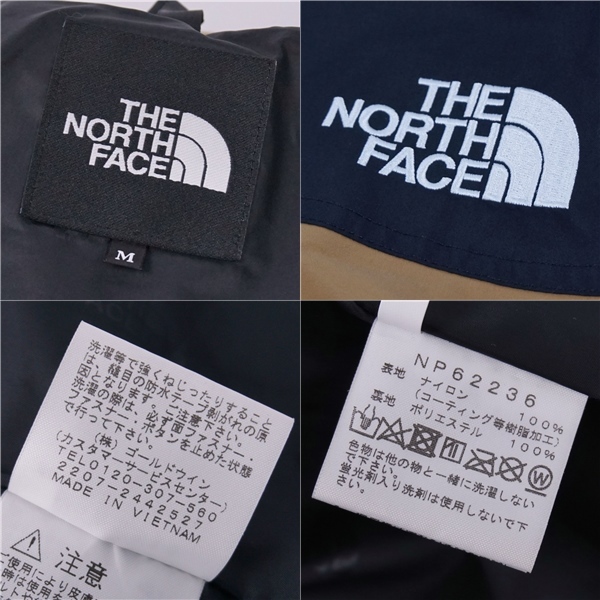 THE
NORTH
FACE
M
THE
NORTH
FACE
洗濯等で強くねじったりすること
は、縫目の防水テープ剥がれの原
因となります。ご注意下さい。
洗濯の際は、必ず面ファスナー、
ファスナー、ボタンを止めた状態
で行って下さい。
(株)ゴールドウイン
(カスタマーサービスセンター)
TEL0120-307-560
2207-2442527
MADE IN VIETNAM
注意
NP62236
表地 ナイロン 100%
(コーティング等樹脂加工)
裏地 ポリエステル 100%
色物は他の物と一緒に洗濯しない
で下さい。
蛍光剤入り洗剤は使用しないで下
さい。